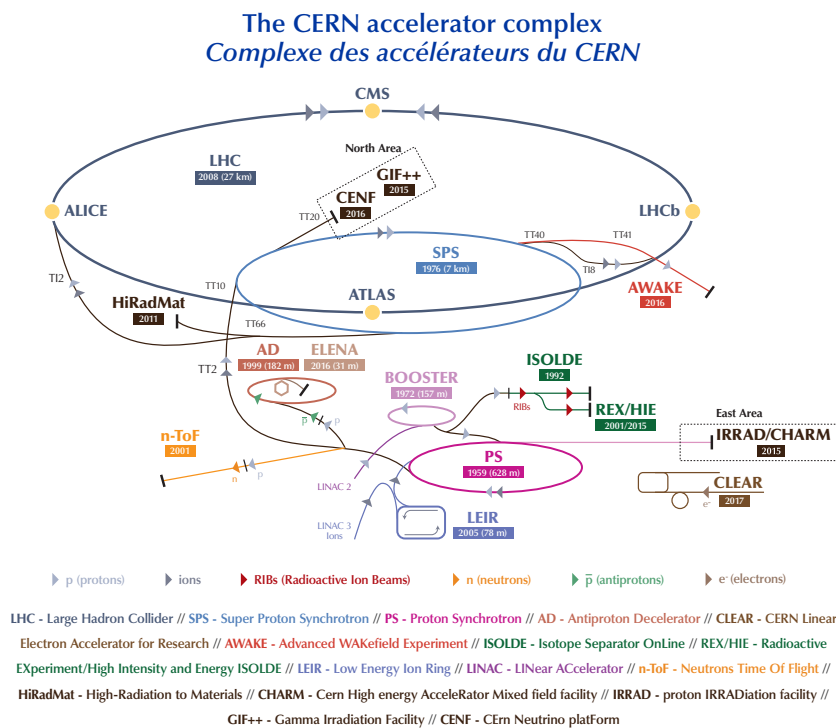 The CERN accelerator complex
Complexe des accélérateurs du CERN
CMS
North Area
LHC
2008 (27 km)
GIF++
2015
CENF
2016
ALICE
LHCb
TT20
TT40
TT41
SPS
1976 (7 km)
TI2
TI8
TT10
AWAKE
2016
ATLAS
HiRadMat
2011
TT66
AD
1999 (182 m)
ELENA
2016 (31 m)
TT2
BOOSTER
1972 (157 m)
ISOLDE
1992
RIBs
REX/HIE
2001/2015
East Area
p̅
p
n-ToF
2001
IRRAD/CHARM
2015
PS
1959 (628 m)
n
p
LINAC 2
CLEAR
2017
e-
LEIR
2005 (78 m)
LINAC 3
Ions
p (protons)
ions
RIBs (Radioactive Ion Beams)
n (neutrons)
p̅ (antiprotons)
e- (electrons)
LHC - Large Hadron Collider // SPS - Super Proton Synchrotron // PS - Proton Synchrotron // AD - Antiproton Decelerator // CLEAR - CERN Linear
Electron Accelerator for Research // AWAKE - Advanced WAKefield Experiment // ISOLDE - Isotope Separator OnLine // REX/HIE - Radioactive
EXperiment/High Intensity and Energy ISOLDE // LEIR - Low Energy Ion Ring // LINAC - LINear ACcelerator // n-ToF - Neutrons Time Of Flight //
HiRadMat - High-Radiation to Materials // CHARM - Cern High energy AcceleRator Mixed field facility // IRRAD - proton IRRADiation facility //
GIF++ - Gamma Irradiation Facility // CENF - CErn Neutrino platForm